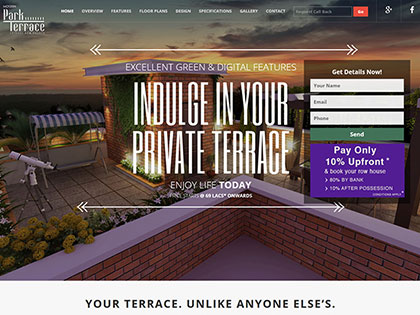 Park
Terrace
HOME
OVERVIEW
FEATURES
FLOOR PLANS
DESIGN
SPECIFICATIONS
GALLERY
CONTACT
Request Call Back
Go
EXCELLENT GREEN & DIGITAL FEATURES
INDULGE IN YOUR
PRIVATE TERRACE
ENJOY LIFE TODAY
@ 69 LACS* ONWARDS
Get Details Now!
Your Name
Email
Phone
Send
Pay Only
10% Upfront*
& book your row house
> 80% BY BANK
> 10% AFTER POSSESSION
CONDITIONS APPLY
YOUR TERRACE. UNLIKE ANYONE ELSE'S.